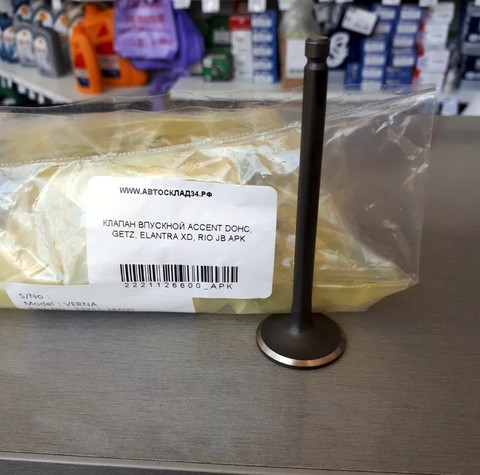 WWW.АВТОСКЛАД34.РФ
КЛАПАН ВПУСКНОЙ ACCENT DOHC,
GETZ, ELANTRA XD, RIO JB APK
2221126600_APK
S/No :
Model : VERNA